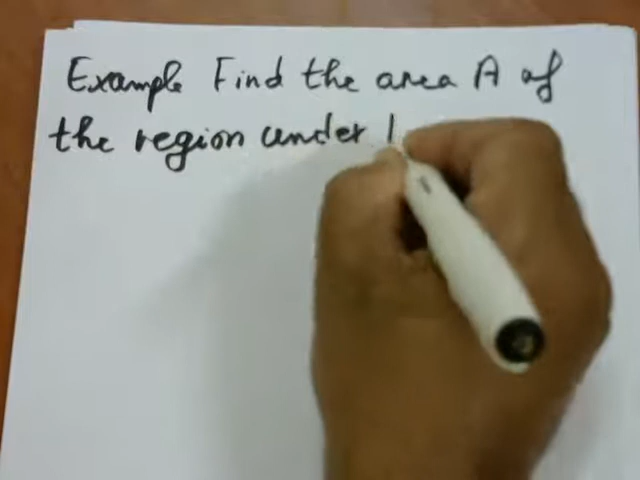 Example Find the area A of
the region under